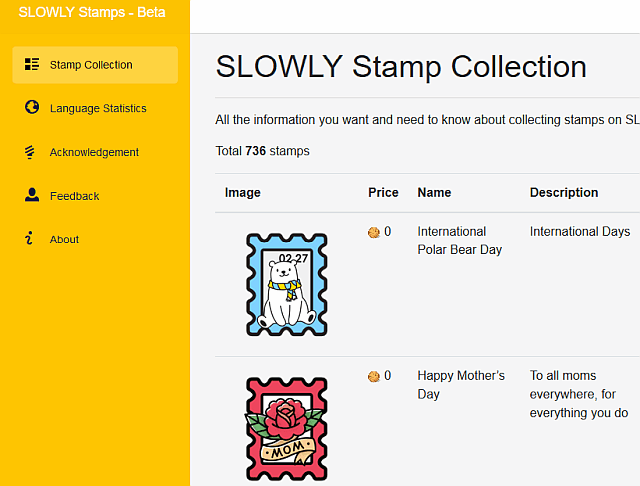 SLOWLY Stamps - Beta
Stamp Collection
Language Statistics
Acknowledgement
Feedback
About
SLOWLY Stamp Collection
All the information you want and need to know about collecting stamps on SL
Total 736 stamps
Image Price Name Description
02-27
0 International Polar Bear Day International Days
MOM
0 Happy Mother's Day To all moms everywhere, for everything you do